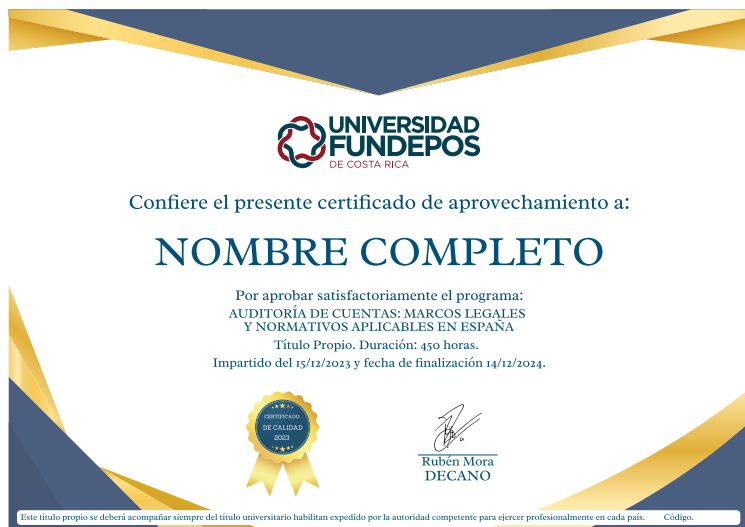 UNIVERSIDAD
FUNDEPOS
DE COSTA RICA
Confiere el presente certificado de aprovechamiento a:
NOMBRE COMPLETO
Por aprobar satisfactoriamente el programa:
AUDITORÍA DE CUENTAS: MARCOS LEGALES
Y NORMATIVOS APLICABLES EN ESPAÑA
Título Propio. Duración: 450 horas.
Impartido del 15/12/2023 y fecha de finalización 14/12/2024.
CERTIFICADO
DE CALIDAD
2023
Rubén Mora
DECANO
Este título propio se deberá acompañar siempre del título universitario habilitan expedido por la autoridad competente para ejercer profesionalmente en cada país. Código.